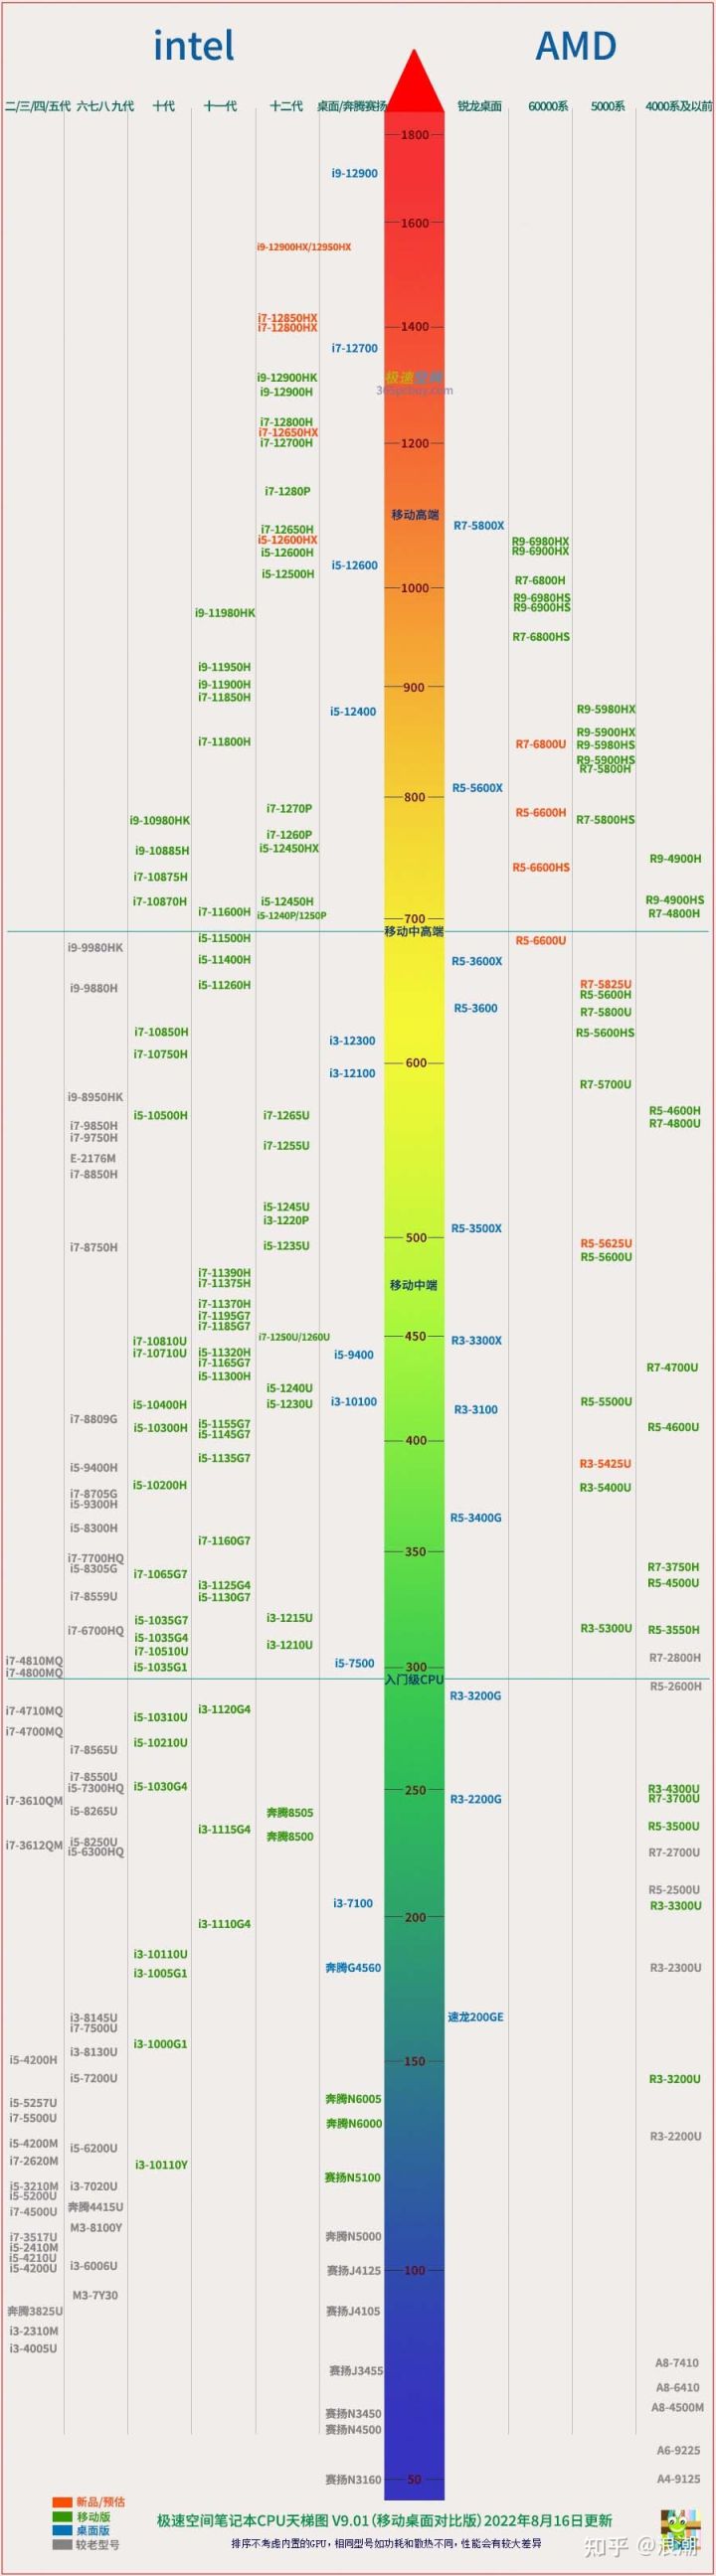 intel
AMD
二/三/四/五代 六七八九代 十代 十一代 十二代 桌面/奔腾赛扬 锐龙桌面 60000系 5000系 4000系及以前
1800
i9-12900
1600
i9-12900HX/12950HX
i7-12850HX
i7-12800HX
1400
i7-12700
i9-12900HK
极速空间
i9-12900H
i7-12800H
i7-12650HX
i7-12700H
1200
i7-1280P
移动高端
R7-5800X
i7-12650H
i5-12600HX
R9-6980HX
i5-12600H
R9-6900HX
i5-12600
i5-12500H
R7-6800H
1000
R9-6980HS
R9-6900HS
i9-11980HK
R7-6800HS
i9-11950H
i9-11900H
900
i7-11850H
i5-12400
R9-5980HX
R9-5900HX
i7-11800H
R7-6800U
R9-5980HS
R9-5900HS
R7-5800H
R5-5600X
800
i7-1270P
R5-6600H
i9-10980HK
R7-5800HS
i7-1260P
i9-10885H
i5-12450HX
R9-4900H
R5-6600HS
i7-10875H
i7-10870H
i5-12450H
R9-4900HS
i7-11600H
R7-4800H
i5-1240P/1250P
700
移动中高端
i5-11500H
R5-6600U
i9-9980HK
i5-11400H
R5-3600X
i9-9880H
i5-11260H
R7-5825U
R5-5600H
R5-3600
R7-5800U
i7-10850H
R5-5600HS
i3-12300
i7-10750H
600
i3-12100
R7-5700U
i9-8950HK
R5-4600H
i5-10500H
i7-1265U
R7-4800U
i7-9850H
i7-9750H
i7-1255U
E-2176M
i7-8850H
i5-1245U
i3-1220P
R5-3500X
500
i7-8750H
i5-1235U
R5-5625U
R5-5600U
i7-11390H
i7-11375H
移动中端
i7-11370H
i7-1195G7
i7-1185G7
450
i7-1250U/1260U
i7-10810U
R3-3300X
i7-10710U
i5-11320H
i5-9400
i7-1165G7
R7-4700U
i5-11300H
i5-1240U
i3-10100
R5-5500U
i5-10400H
i5-1230U
R3-3100
i7-8809G
i5-1155G7
i5-10300H
R5-4600U
i5-1145G7
400
i5-1135G7
i5-9400H
R3-5425U
i5-10200H
R3-5400U
i7-8705G
i5-9300H
R5-3400G
i5-8300H
i7-1160G7
350
i7-7700HQ
i5-8305G
R7-3750H
i7-1065G7
R5-4500U
i3-1125G4
i7-8559U
i5-1130G7
i3-1215U
i5-1035G7
R3-5300U
R5-3550H
i7-6700HQ
i5-1035G4
i3-1210U
i7-10510U
R7-2800H
i7-4810MQ
i5-7500
i5-1035G1
300
i7-4800MQ
入门级CPU
R5-2600H
R3-3200G
i7-4710MQ
i3-1120G4
i5-10310U
i7-4700MQ
i5-10210U
i7-8565U
i7-8550U
i5-1030G4
i5-7300HQ
250
R3-4300U
R3-2200G
R7-3700U
i7-3610QM
i5-8265U
奔腾8505
R5-3500U
i3-1115G4
奔腾8500
i7-3612QM
i5-8250U
i5-6300HQ
R7-2700U
R5-2500U
i3-7100
R3-3300U
200
i3-1110G4
i3-10110U
奔腾G4560
R3-2300U
i3-1005G1
i3-8145U
速龙200GE
i7-7500U
i3-1000G1
i3-8130U
i5-4200H
150
i5-7200U
R3-3200U
奔腾N6005
i5-5257U
i7-5500U
奔腾N6000
R3-2200U
i5-4200M
i5-6200U
i7-2620M
i3-10110Y
赛扬N5100
i5-3210M
i3-7020U
i5-5200U
奔腾4415U
i7-4500U
M3-8100Y
i7-3517U
奔腾N5000
i5-2410M
i5-4210U
i3-6006U
i5-4200U
赛扬J4125
100
M3-7Y30
奔腾3825U
赛扬J4105
i3-2310M
i3-4005U
A8-7410
赛扬J3455
A8-6410
A8-4500M
赛扬N3450
赛扬N4500
A6-9225
赛扬N3160
50
A4-9125
新品/预估
移动版
桌面版
较老型号
极速空间笔记本CPU天梯图 V9.01(移动桌面对比版)2022年8月16日更新
排序不考虑内置的GPU，相同型号如功耗和散热不同，性能会有较大差异
知乎 @浪潮